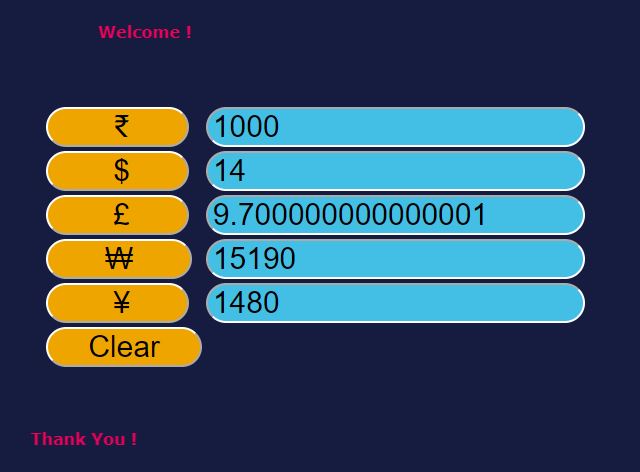 Welcome !
₹ 1000
$ 14
£ 9.700000000000001
₩ 15190
¥ 1480
Clear
Thank You !